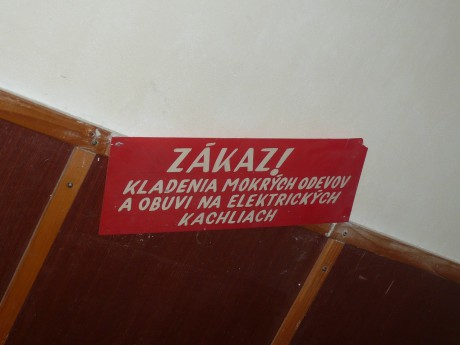 ZÁKAZ!
KLADENIA MOKRÝCH ODEVOV
A OBUVI NA ELEKTRICKÝCH
KACHLIACH